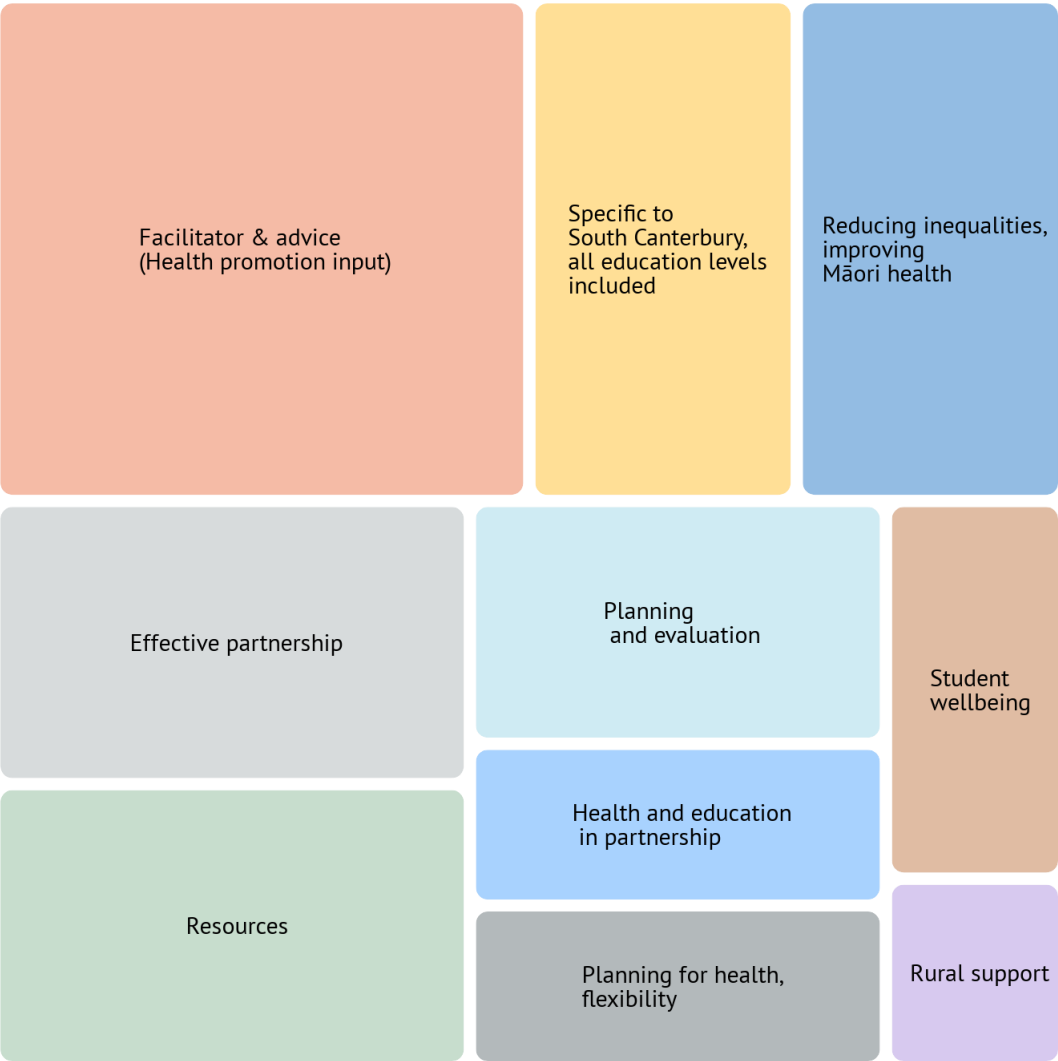 Facilitator & advice
(Health promotion input)
Specific to
South Canterbury,
all education levels
included
Reducing inequalities,
improving
Māori health
Effective partnership
Planning
and evaluation
Student
wellbeing
Health and education
in partnership
Resources
Planning for health,
flexibility
Rural support